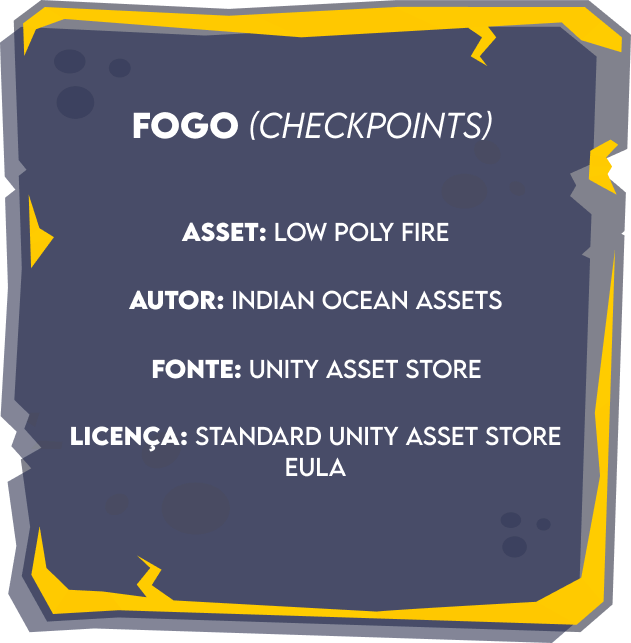 FOGO (CHECKPOINTS)
ASSET: LOW POLY FIRE
AUTOR: INDIAN OCEAN ASSETS
FONTE: UNITY ASSET STORE
LICENÇA: STANDARD UNITY ASSET STORE
EULA